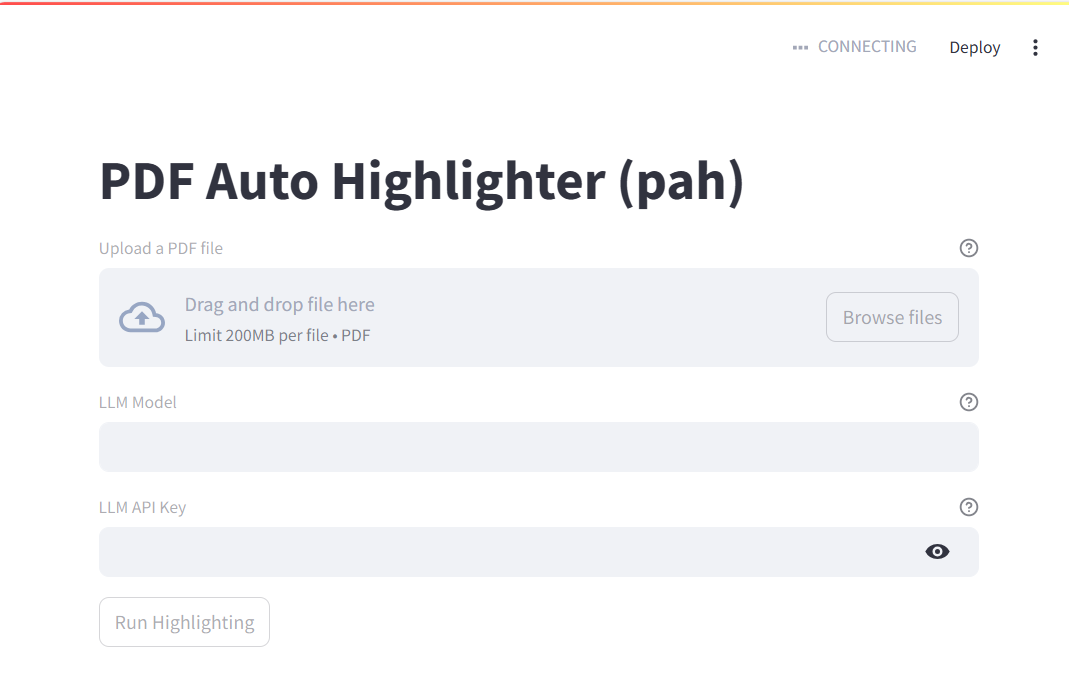 CONNECTING Deploy
PDF Auto Highlighter (pah)
Upload a PDF file
Drag and drop file here
Limit 200MB per file • PDF
Browse files
LLM Model
LLM API Key
Run Highlighting